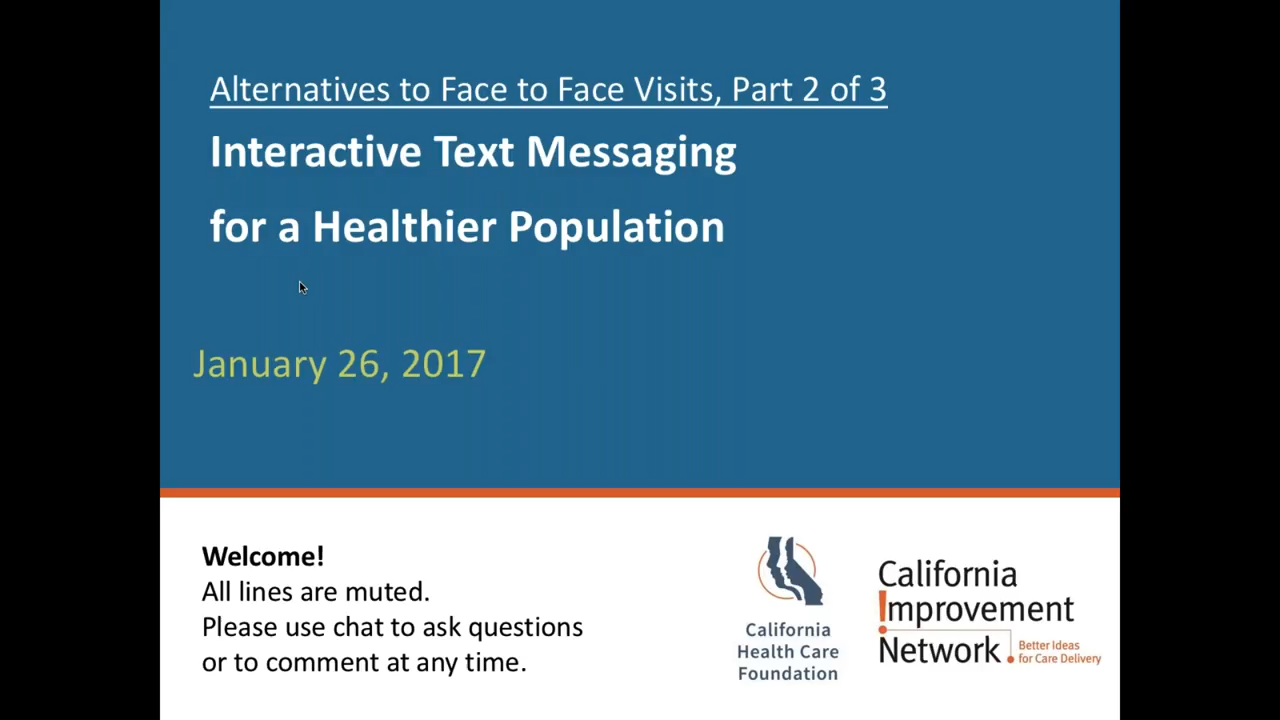 Alternatives to Face to Face Visits, Part 2 of 3
Interactive Text Messaging
for a Healthier Population
January 26, 2017
Welcome!
All lines are muted.
Please use chat to ask questions
or to comment at any time.
California
Health Care
Foundation
California
!mprovement
Network
Better Ideas
for Care Delivery